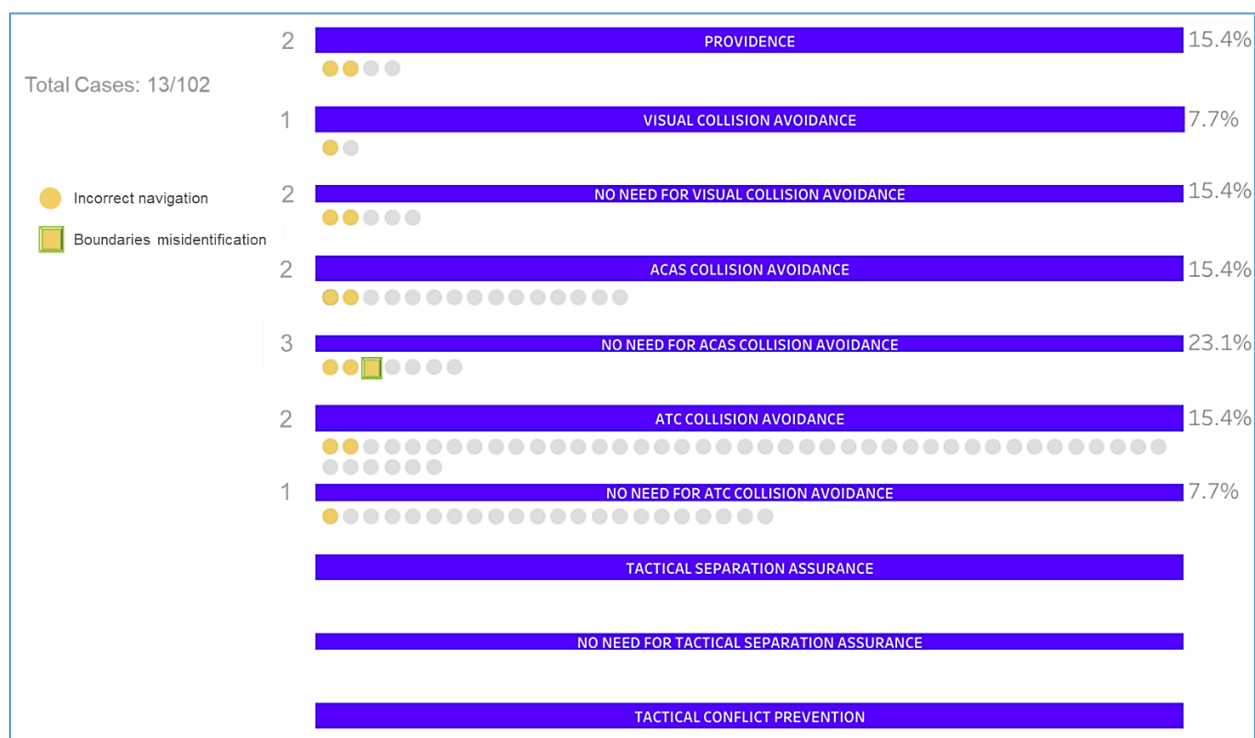 2 PROVIDENCE 15.4%
Total Cases: 13/102
1 VISUAL COLLISION AVOIDANCE 7.7%
Incorrect navigation
2 NO NEED FOR VISUAL COLLISION AVOIDANCE 15.4%
Boundaries misidentification
2 ACAS COLLISION AVOIDANCE 15.4%
3 NO NEED FOR ACAS COLLISION AVOIDANCE 23.1%
2 ATC COLLISION AVOIDANCE 15.4%
1 NO NEED FOR ATC COLLISION AVOIDANCE 7.7%
TACTICAL SEPARATION ASSURANCE
NO NEED FOR TACTICAL SEPARATION ASSURANCE
TACTICAL CONFLICT PREVENTION